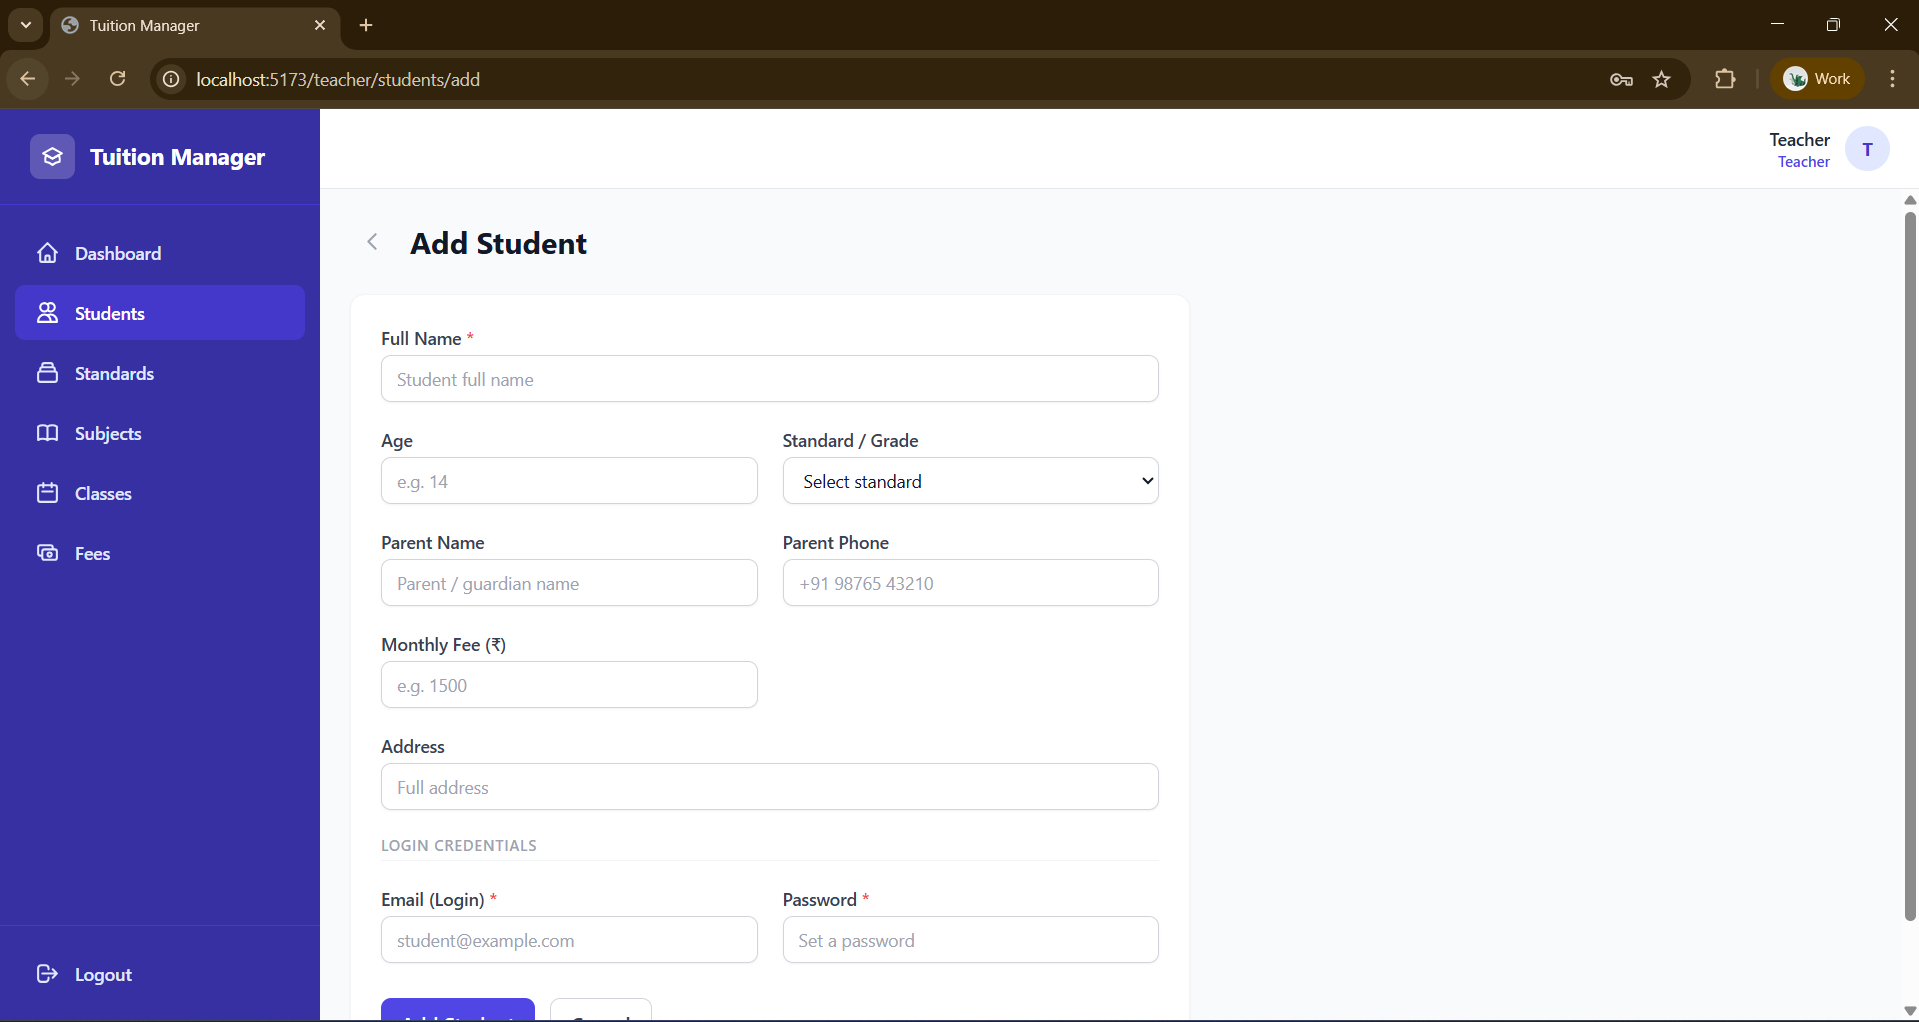 Tuition Manager
localhost:5173/teacher/students/add
Work
Tuition Manager
Teacher
Teacher
T
Dashboard
Students
Standards
Subjects
Classes
Fees
Logout
Add Student
Full Name *
Student full name
Age
Standard / Grade
e.g. 14
Select standard
Parent Name
Parent Phone
Parent / guardian name
+91 98765 43210
Monthly Fee (₹)
e.g. 1500
Address
Full address
LOGIN CREDENTIALS
Email (Login) *
Password *
student@example.com
Set a password